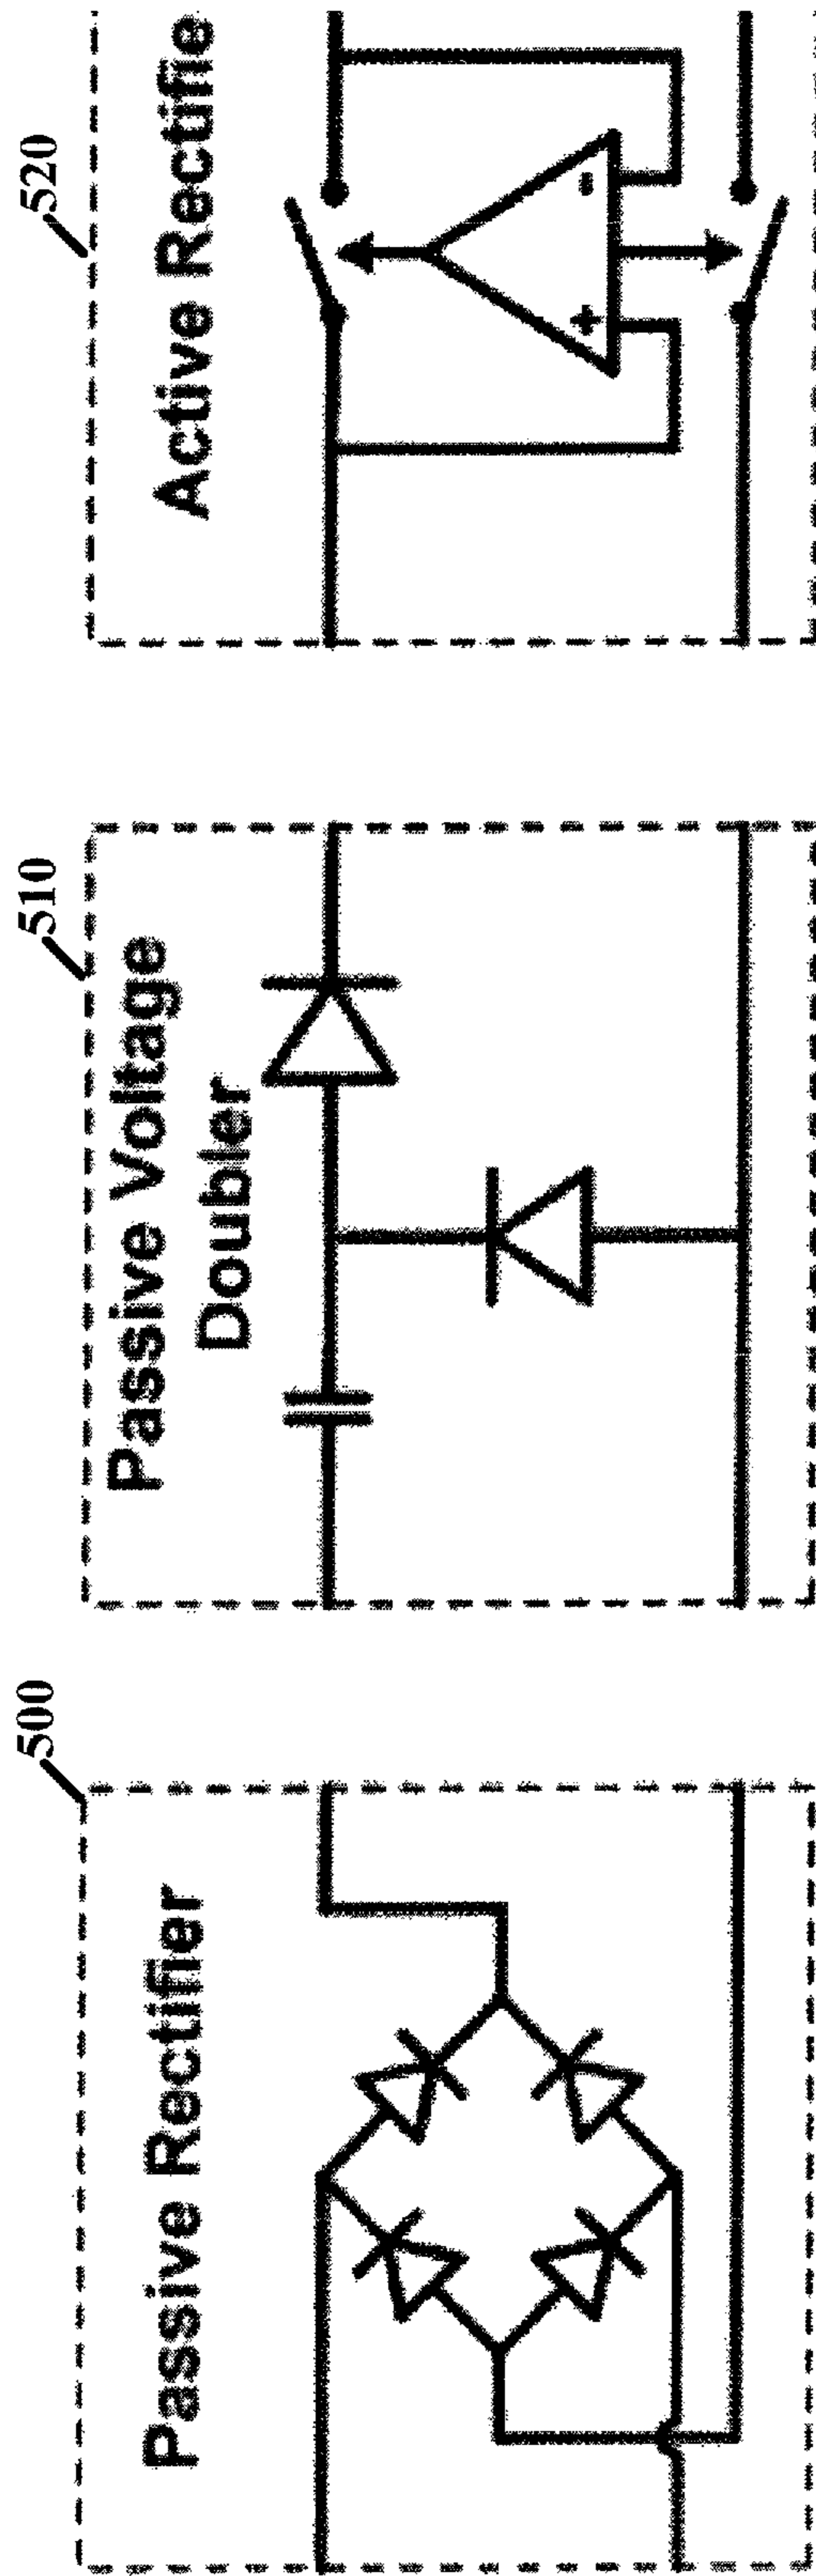 500
Passive Rectifier
510
Passive Voltage
Doubler
520
Active Rectifie
+ -